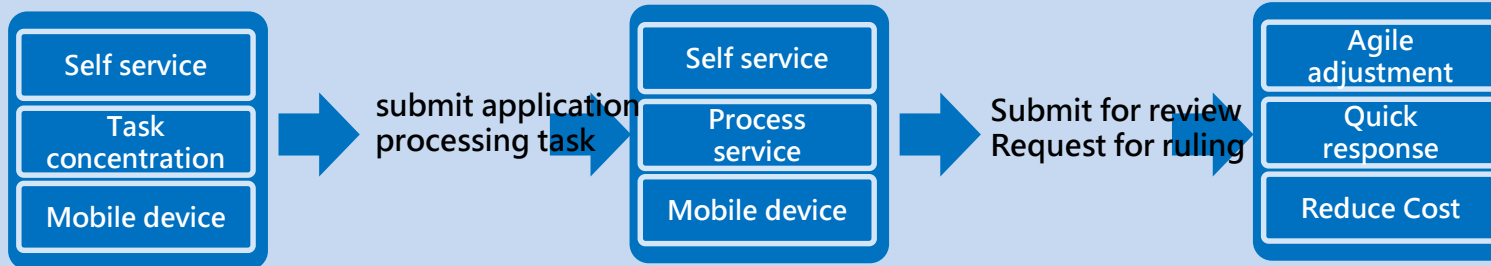 Self service
Task
concentration
Mobile device
submit application
processing task
Self service
Process
service
Mobile device
Submit for review
Request for ruling
Agile
adjustment
Quick
response
Reduce Cost